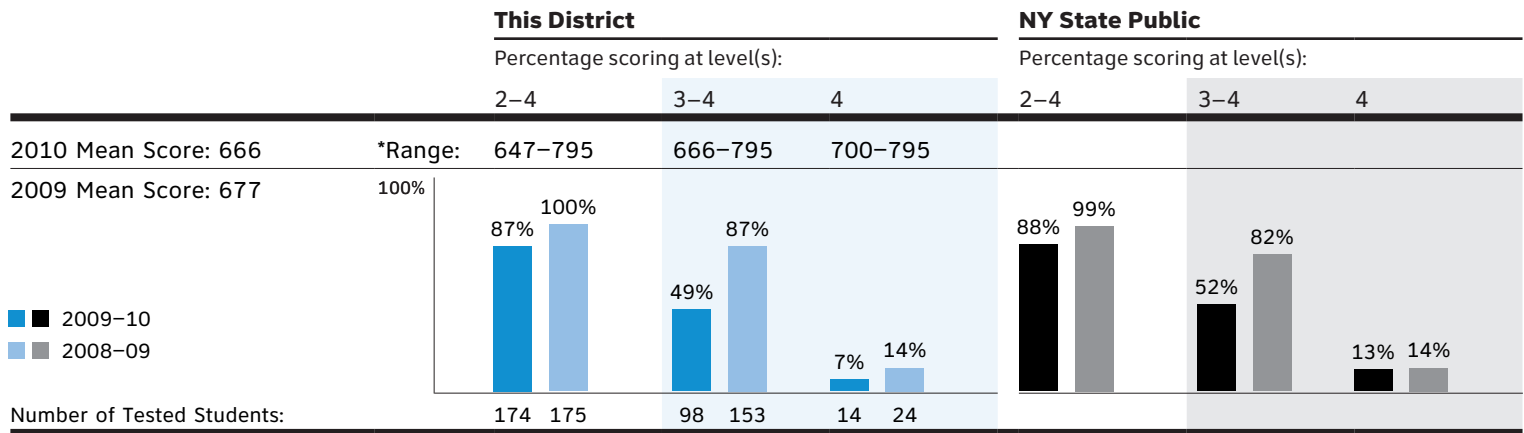 This District NY State Public
Percentage scoring at level(s): Percentage scoring at level(s):
2–4 3–4 4 2–4 3–4 4
2010 Mean Score: 666 *Range: 647–795 666–795 700–795
2009 Mean Score: 677 100%
87% 100% 49% 87% 7% 14% 88% 99% 52% 82% 13% 14%
2009–10
2008–09
Number of Tested Students: 174 175 98 153 14 24